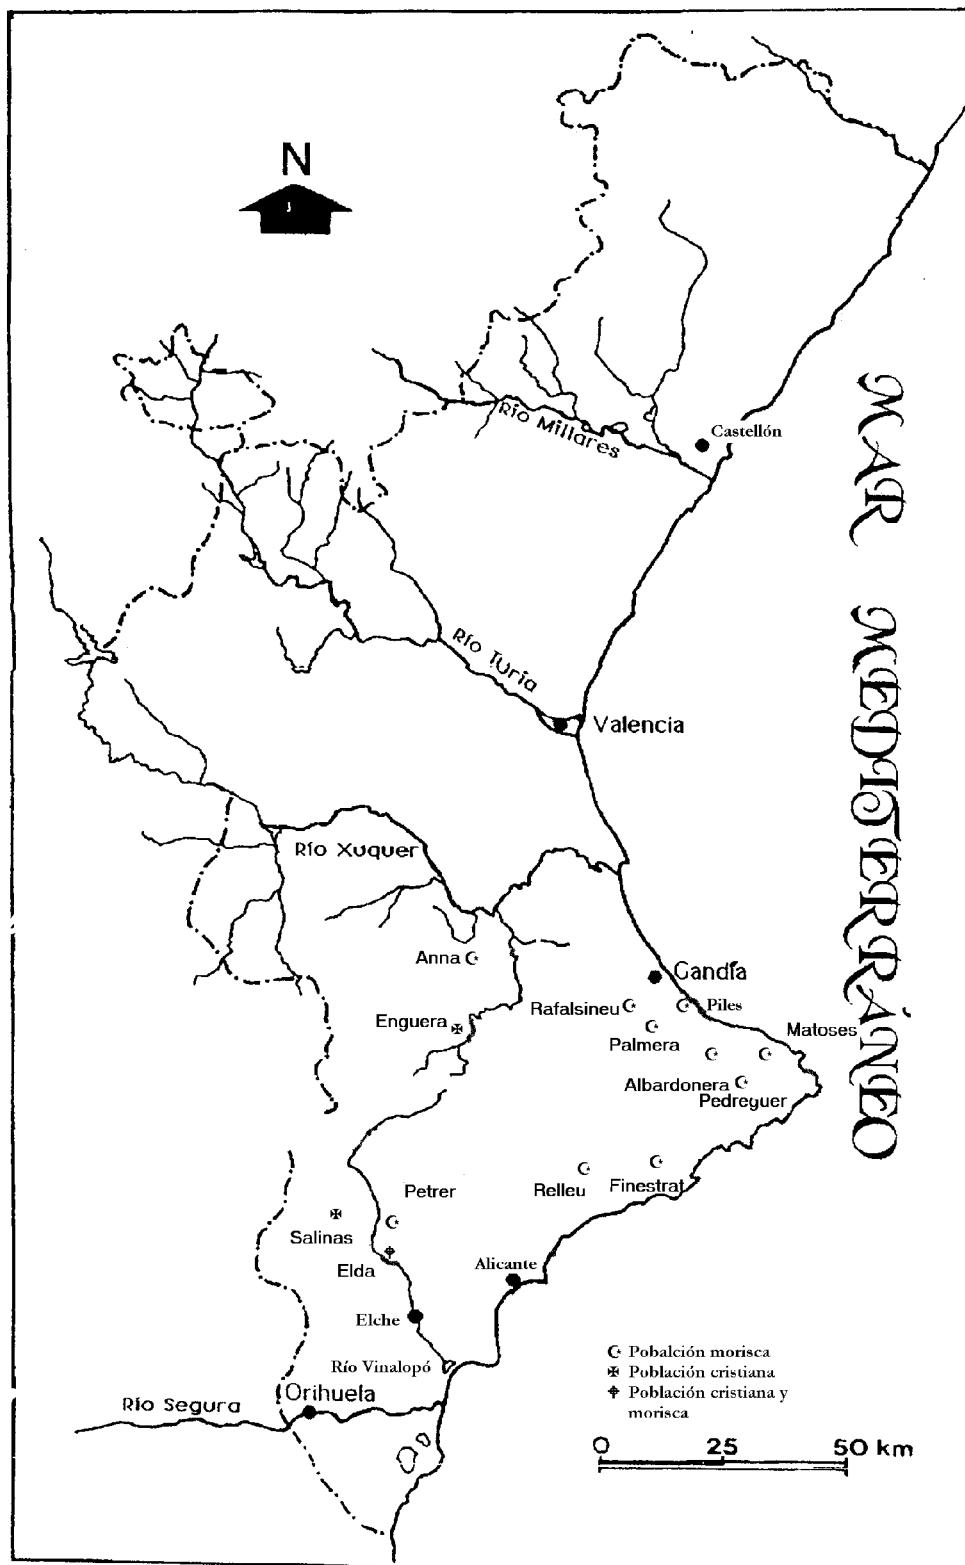 N
MAR MEDITERRÁNEO
Río Millares
Castellón
Río Turia
Valencia
Río Xuquer
Anna
Gandía
Rafalsineu
Piles
Enguera
Palmera
Matoses
Albardonera
Pedreguer
Petrer
Relleu
Finestrat
Salinas
Elda
Alicante
Elche
Río Vinalopó
Orihuela
Río Segura
Pobalción morisca
Población cristiana
Población cristiana y
morisca
0 25 50 km